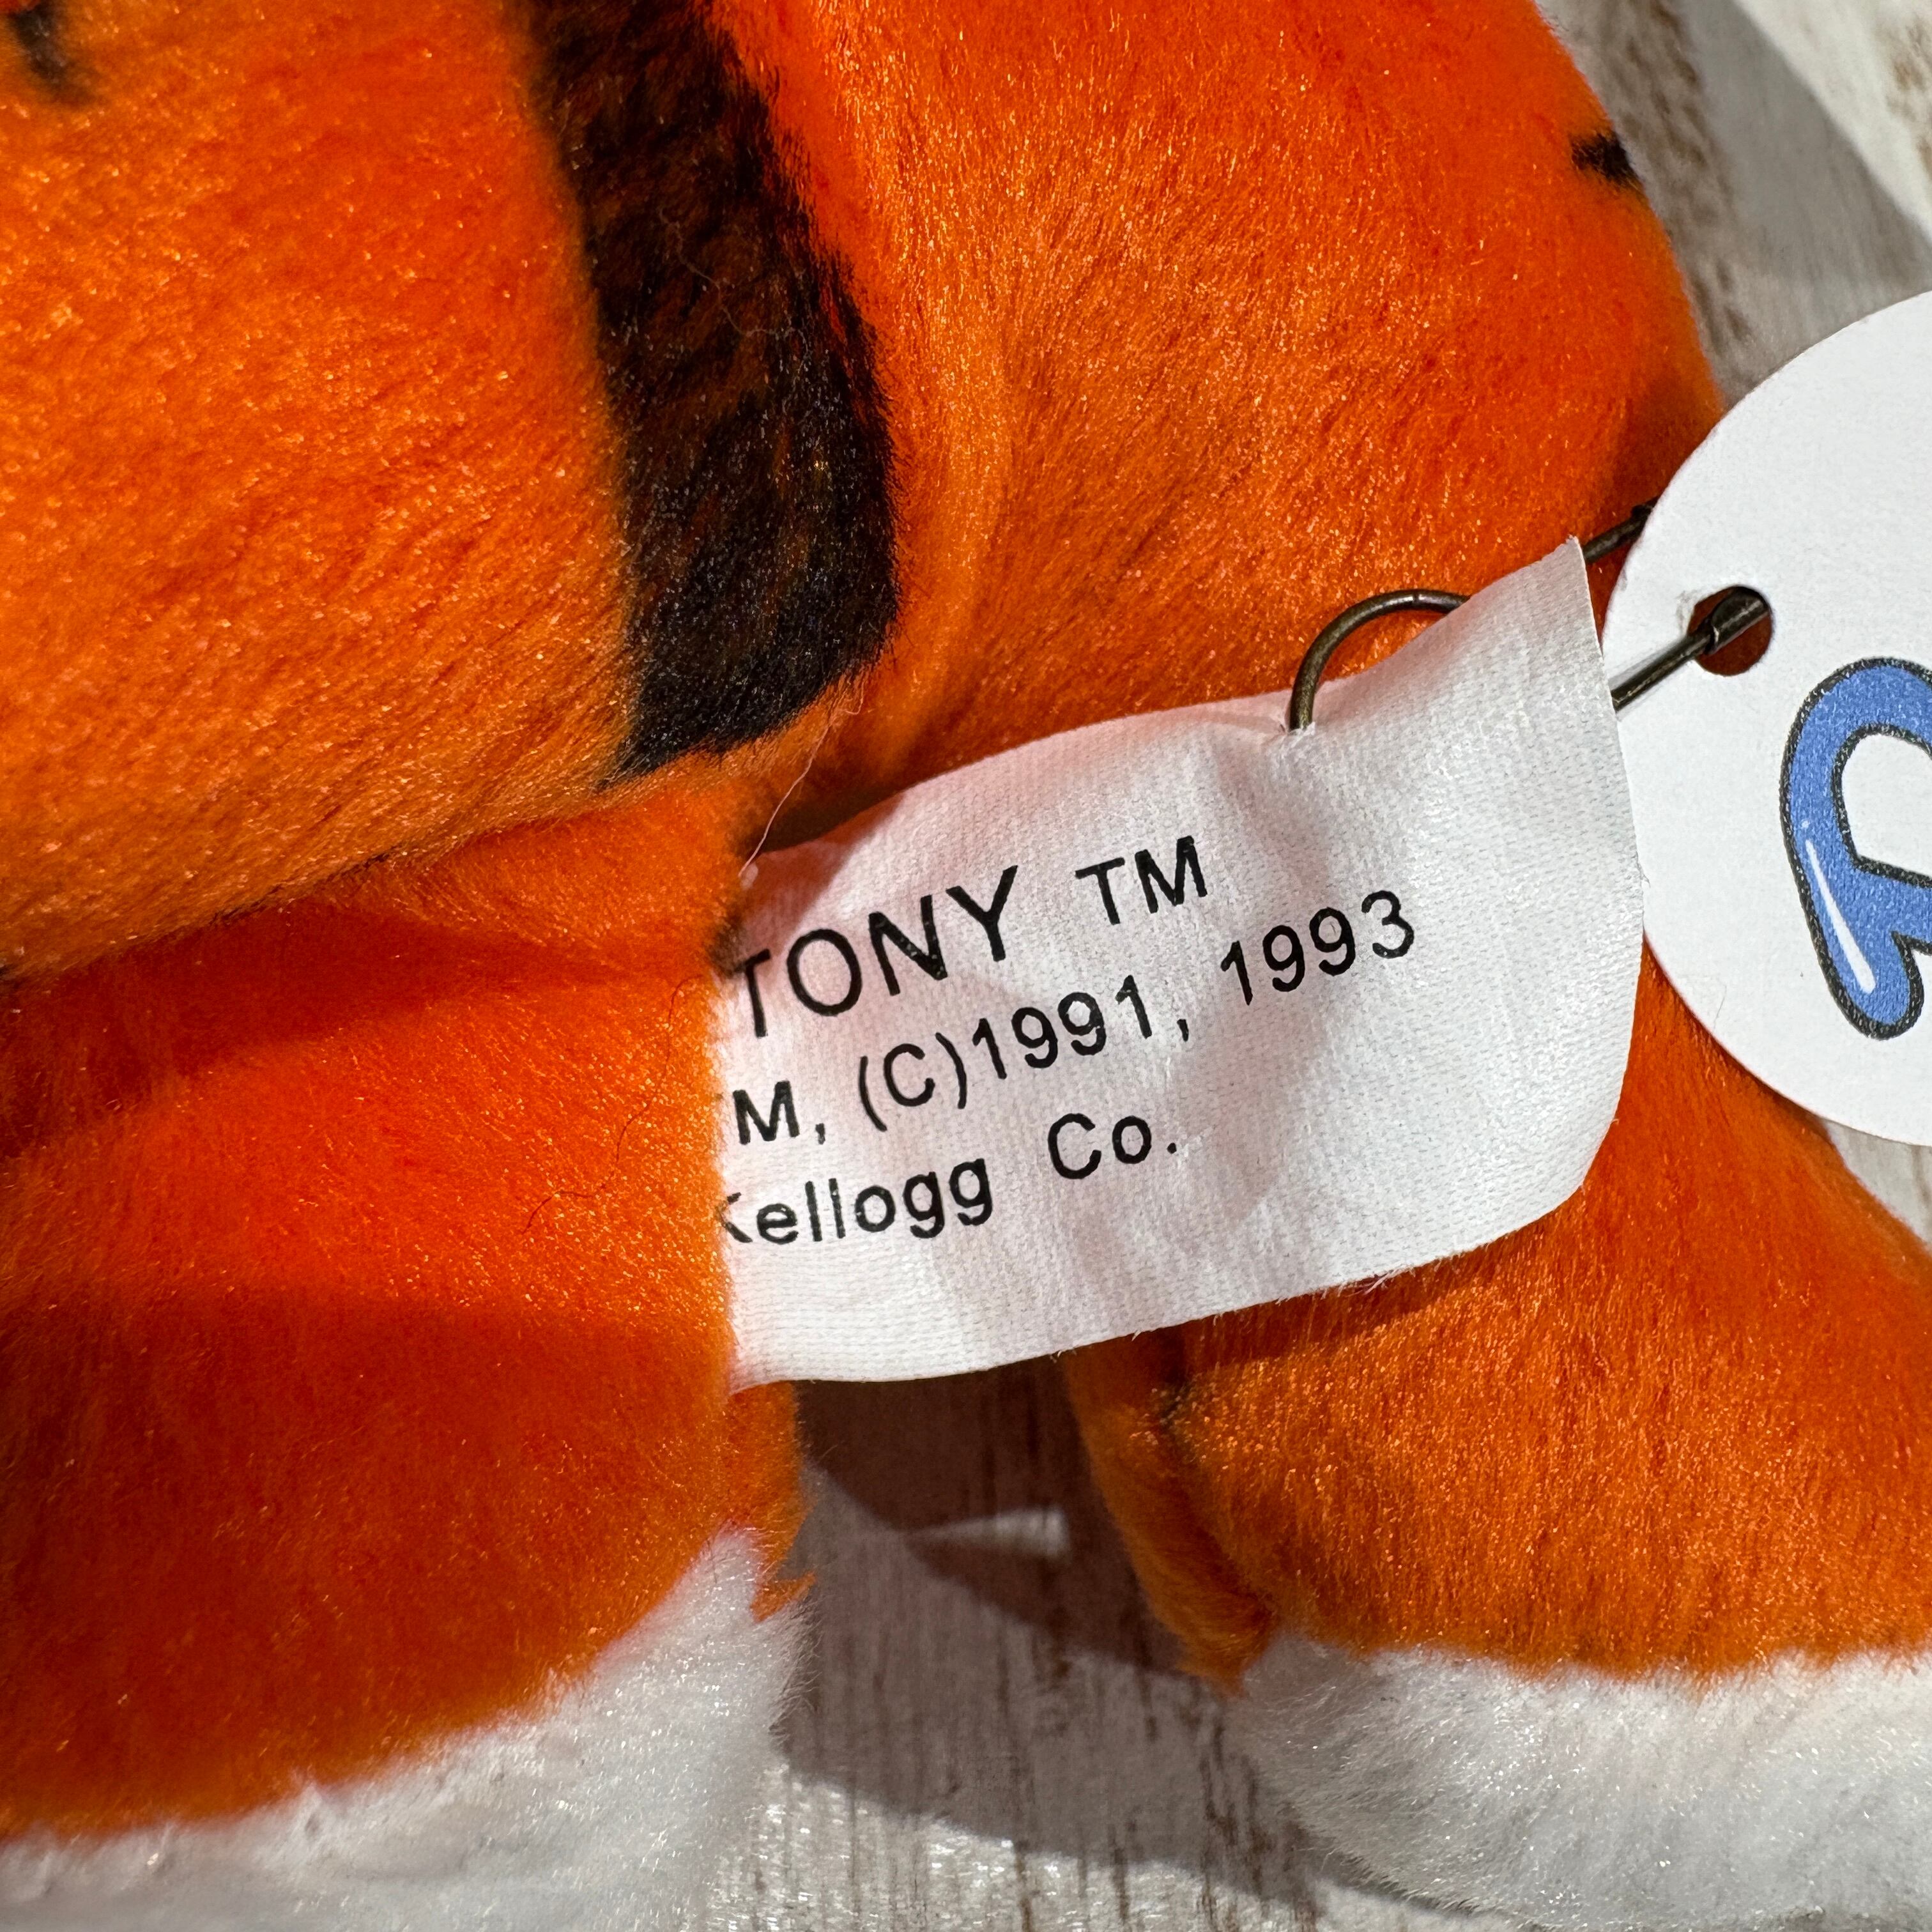 TONY TM
M, (C)1991, 1993
Kellogg Co.